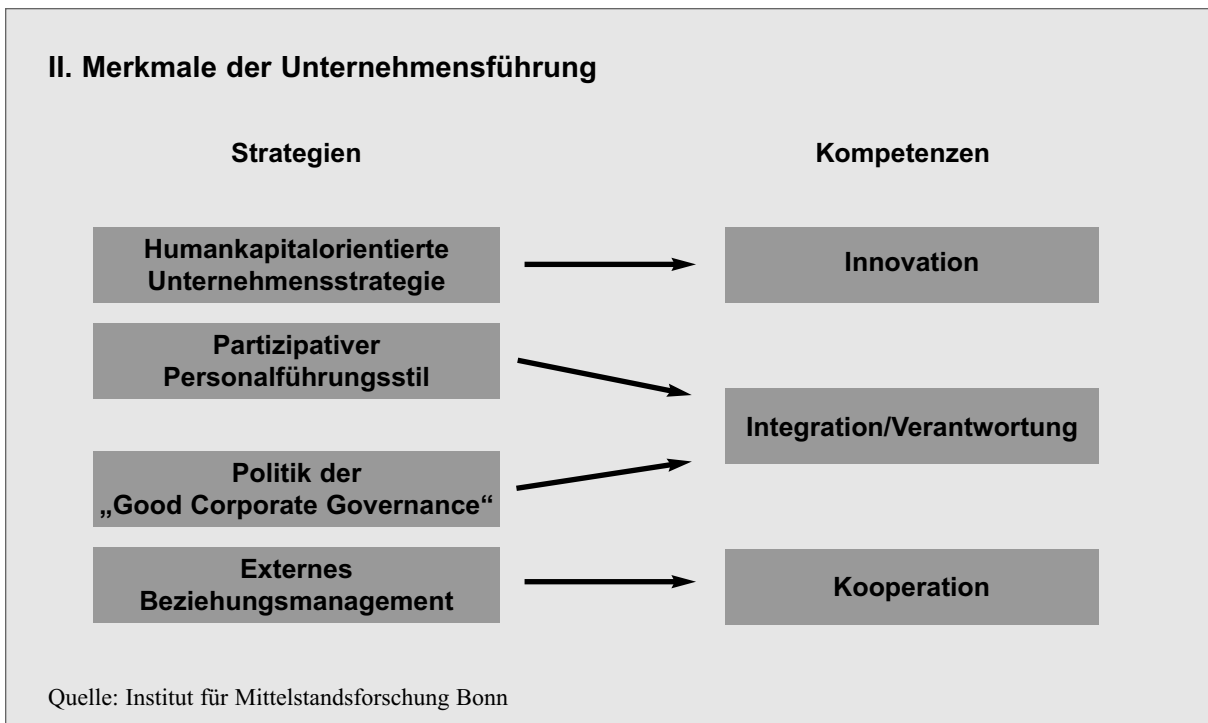 II. Merkmale der Unternehmensführung
Strategien
Kompetenzen
Humankapitalorientierte
Unternehmensstrategie
Innovation
Partizipativer
Personalführungsstil
Integration/Verantwortung
Politik der
„Good Corporate Governance“
Externes
Beziehungsmanagement
Kooperation
Quelle: Institut für Mittelstandsforschung Bonn